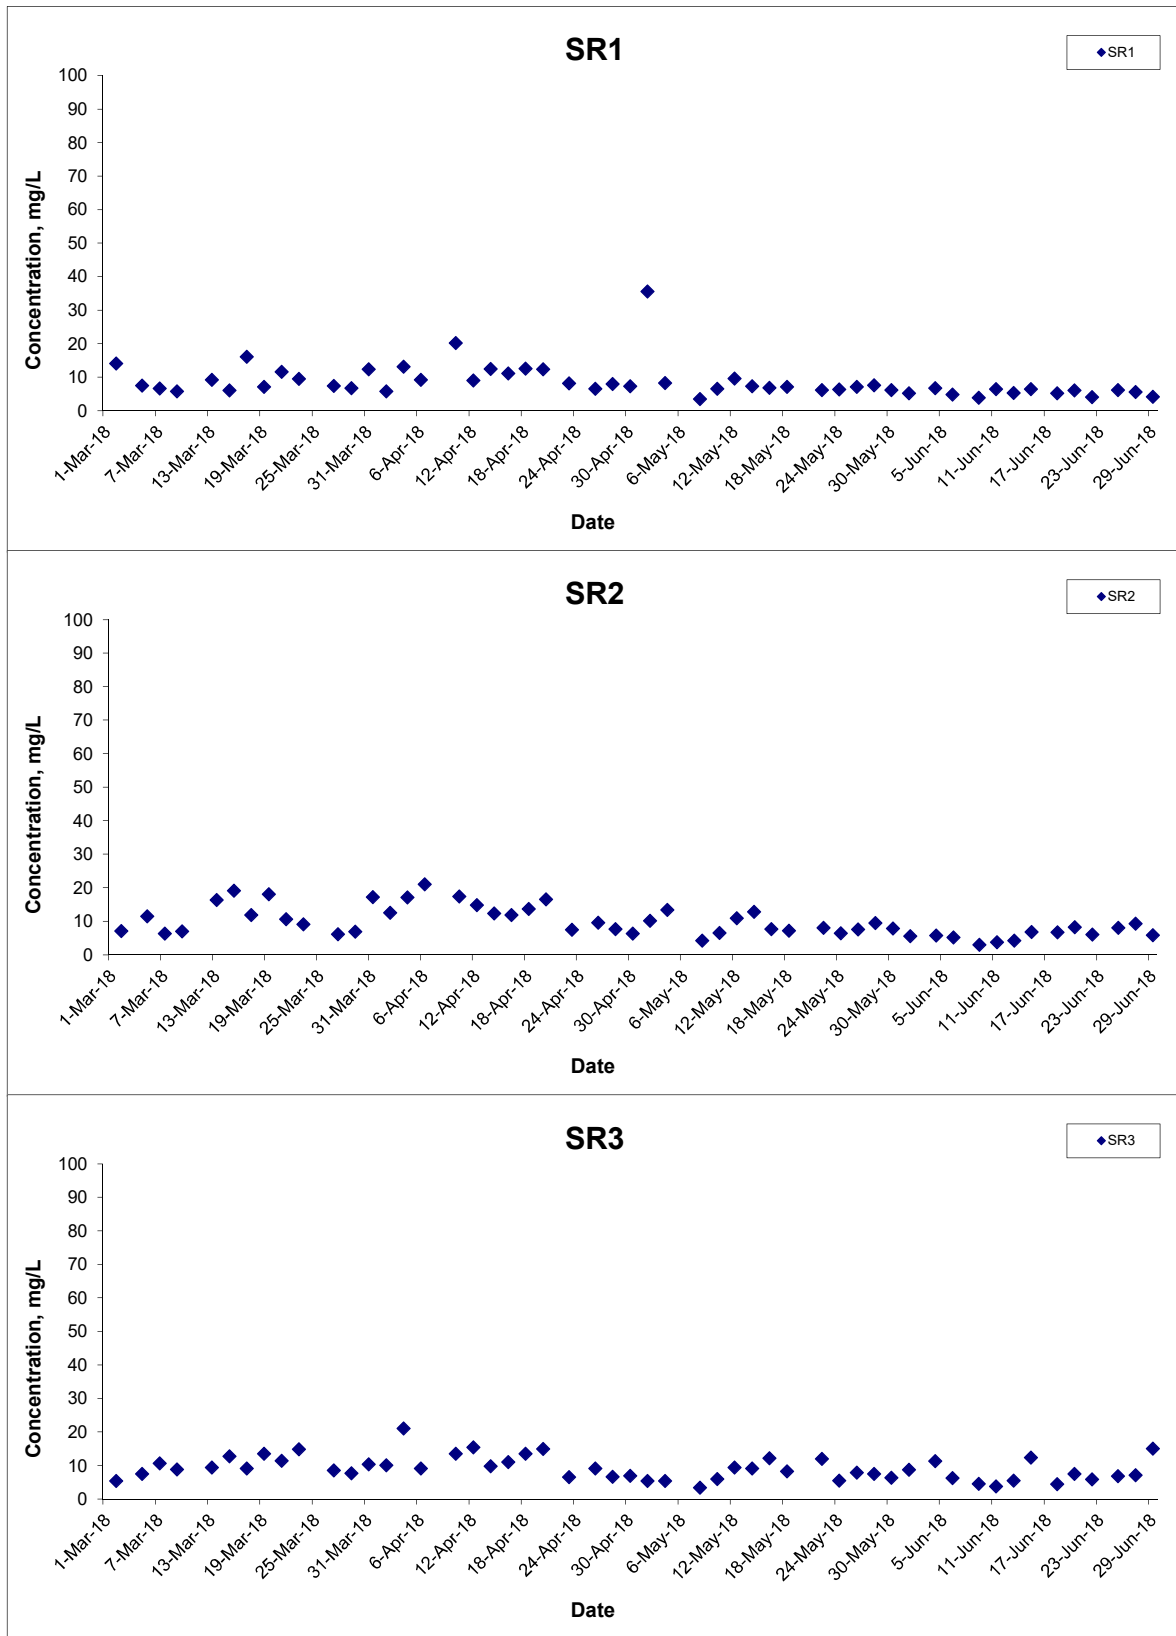 SR1
SR1
100
90
80
70
60
50
40
30
20
10
0
Concentration, mg/L
1-Mar-18
7-Mar-18
13-Mar-18
19-Mar-18
25-Mar-18
31-Mar-18
6-Apr-18
12-Apr-18
18-Apr-18
24-Apr-18
30-Apr-18
6-May-18
12-May-18
18-May-18
24-May-18
30-May-18
5-Jun-18
11-Jun-18
17-Jun-18
23-Jun-18
29-Jun-18
Date
SR2
SR2
100
90
80
70
60
50
40
30
20
10
0
Concentration, mg/L
1-Mar-18
7-Mar-18
13-Mar-18
19-Mar-18
25-Mar-18
31-Mar-18
6-Apr-18
12-Apr-18
18-Apr-18
24-Apr-18
30-Apr-18
6-May-18
12-May-18
18-May-18
24-May-18
30-May-18
5-Jun-18
11-Jun-18
17-Jun-18
23-Jun-18
29-Jun-18
Date
SR3
SR3
100
90
80
70
60
50
40
30
20
10
0
Concentration, mg/L
1-Mar-18
7-Mar-18
13-Mar-18
19-Mar-18
25-Mar-18
31-Mar-18
6-Apr-18
12-Apr-18
18-Apr-18
24-Apr-18
30-Apr-18
6-May-18
12-May-18
18-May-18
24-May-18
30-May-18
5-Jun-18
11-Jun-18
17-Jun-18
23-Jun-18
29-Jun-18
Date